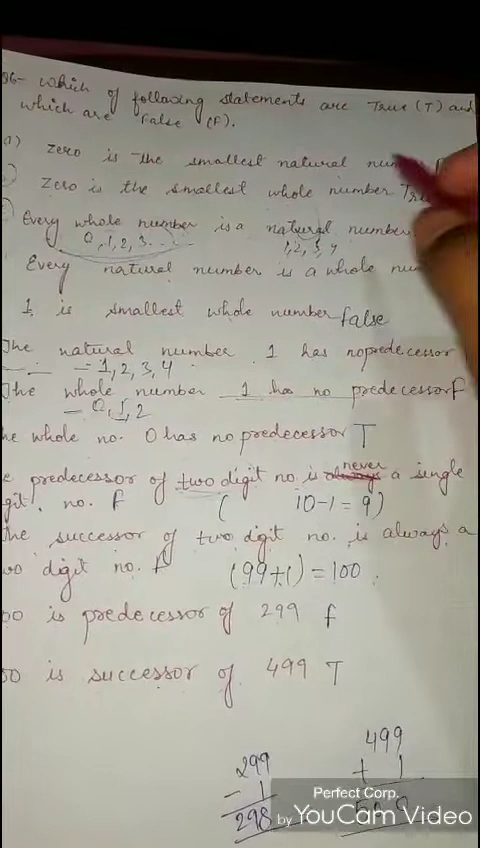 Q6- Which of following statements are True (T) and
which are False (F).
zero is the smallest natural
zero is the smallest whole number
Every whole number is a natural number
0, 1, 2, 3... 1, 2, 3, 4
Every natural number is a whole
1 is smallest whole number false
The natural number 1 has no predecessor
= 1, 2, 3, 4
The whole number 1 has no predecessor f
= 0, 1, 2
whole no. 0 has no predecessor T
predecessor of two digit no. is always never a single
no. f ( 10-1 = 9)
the successor of two digit no. is always a
digit no. f (99+1) = 100
is predecessor of 299 f
is successor of 499 T
299 499
- 1 + 1
298 500
Perfect Corp.
by YouCam Video